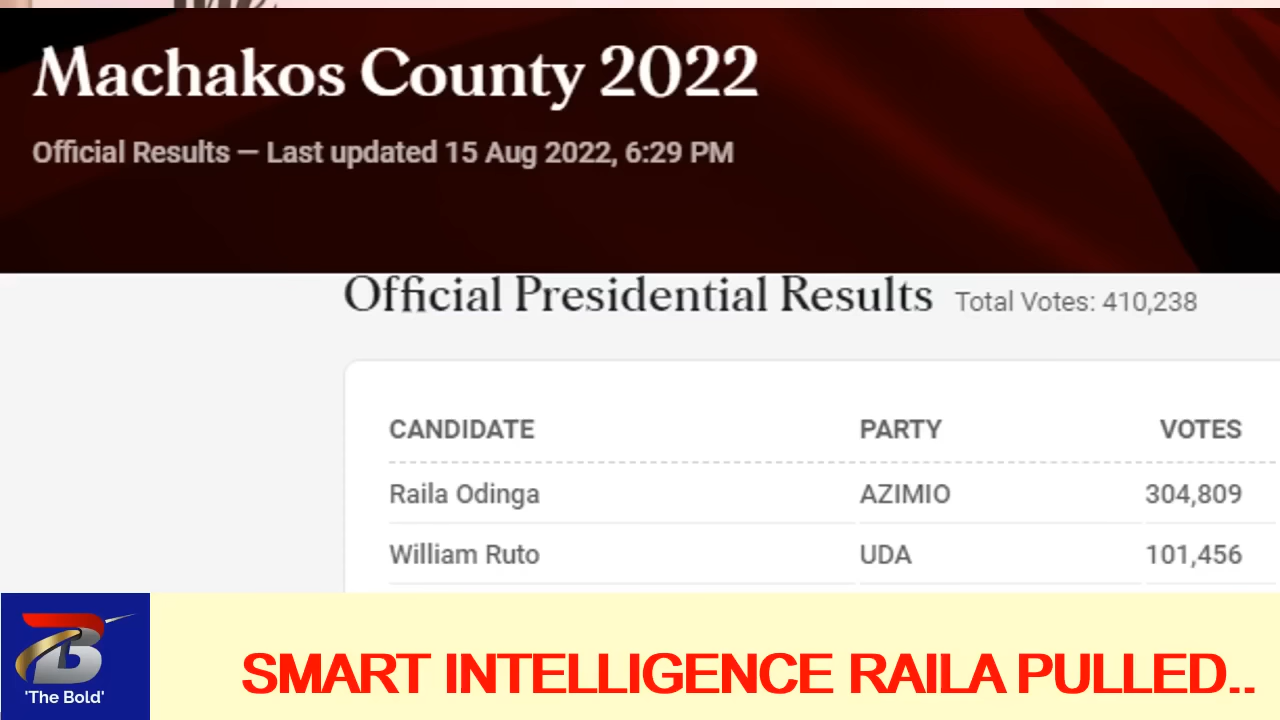 Machakos County 2022
Official Results — Last updated 15 Aug 2022, 6:29 PM
Official Presidential Results Total Votes: 410,238
CANDIDATE PARTY VOTES
Raila Odinga AZIMIO 304,809
William Ruto UDA 101,456
B
'The Bold'
SMART INTELLIGENCE RAILA PULLED..